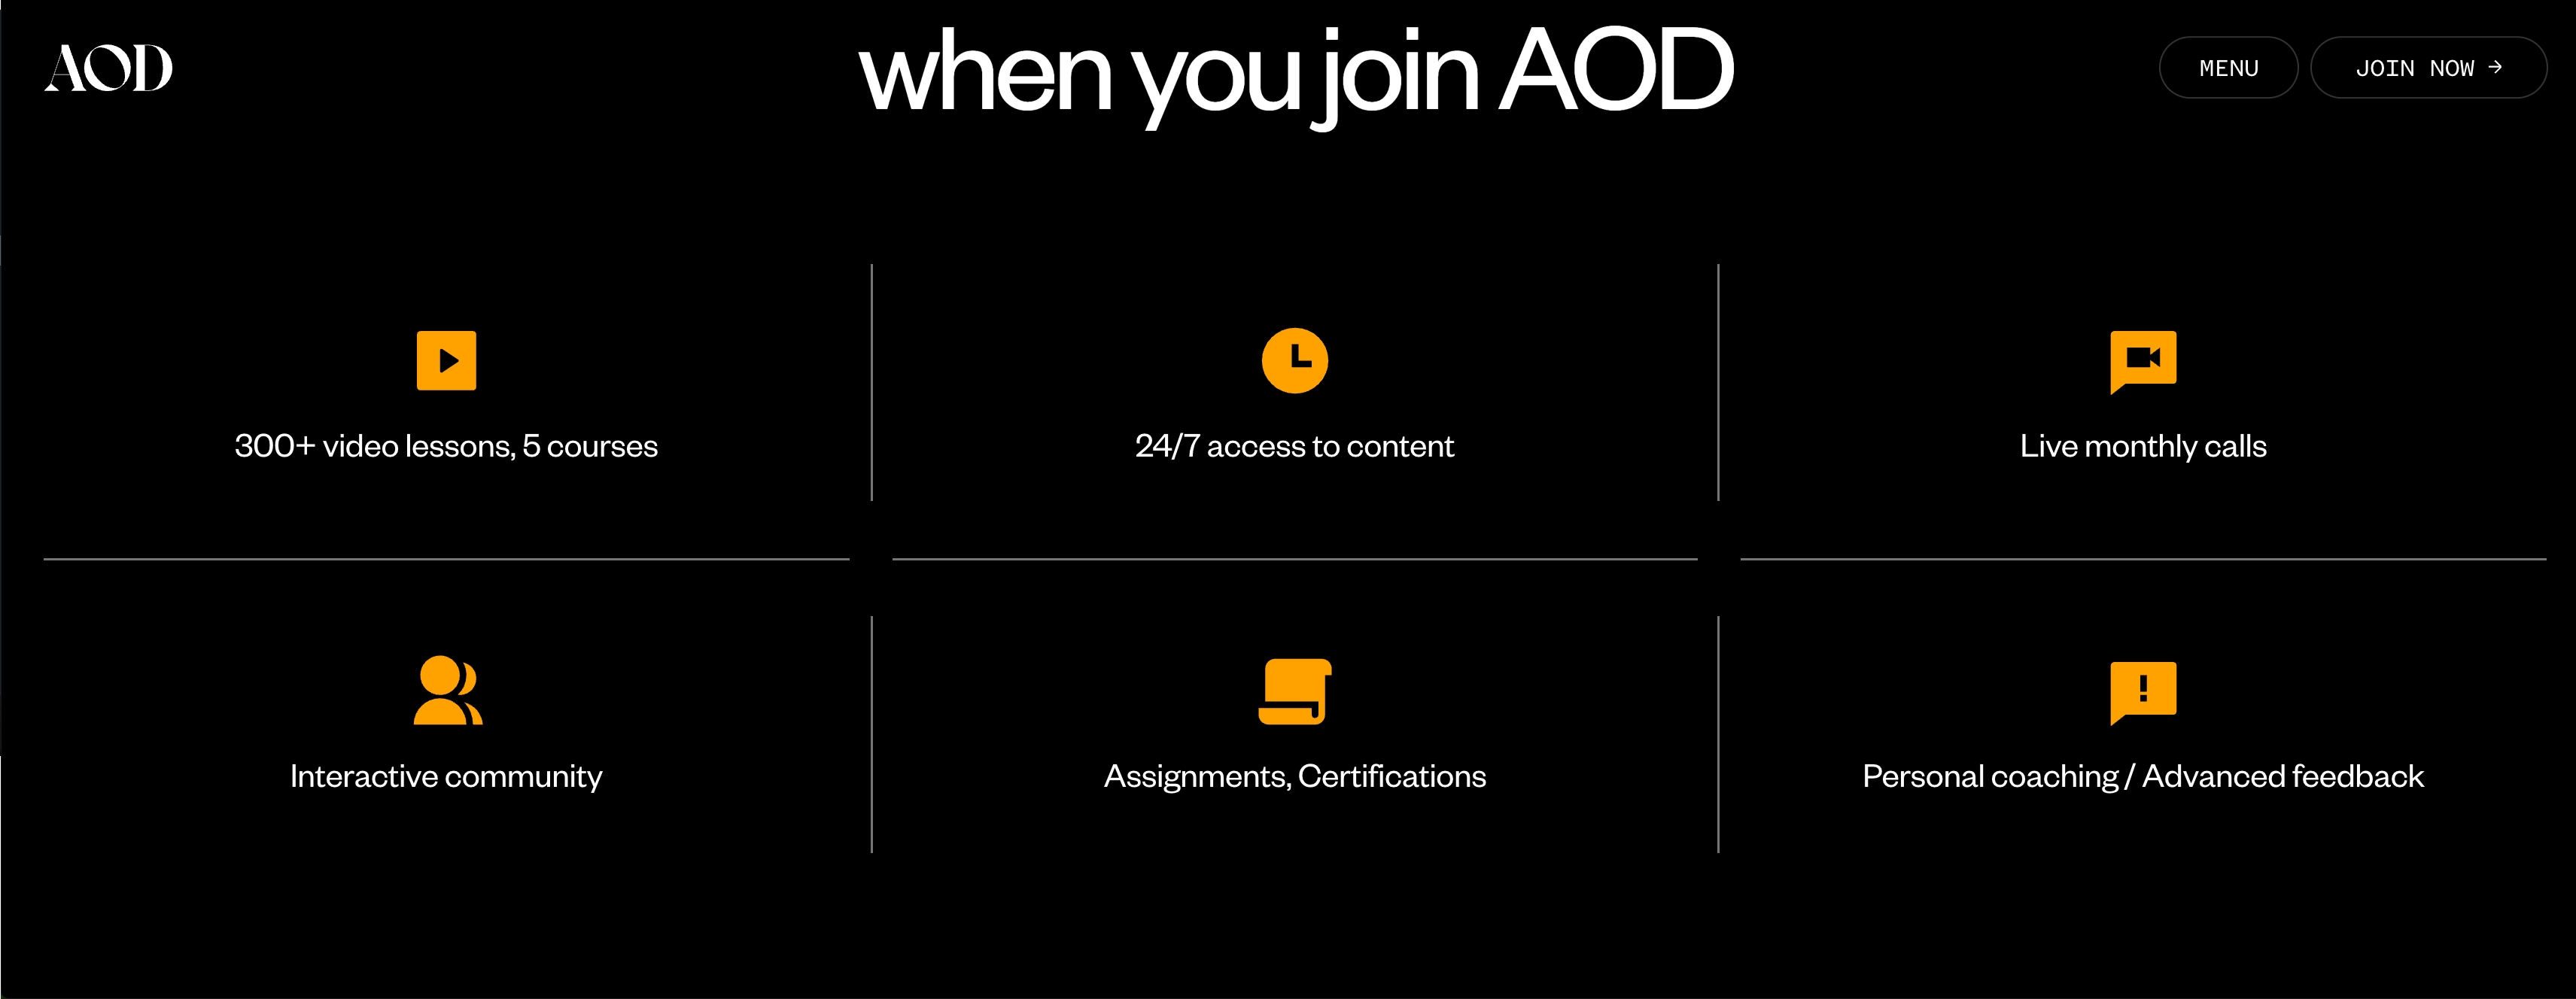 AOD
when you join AOD
MENU
JOIN NOW →
300+ video lessons, 5 courses
24/7 access to content
Live monthly calls
Interactive community
Assignments, Certifications
Personal coaching / Advanced feedback